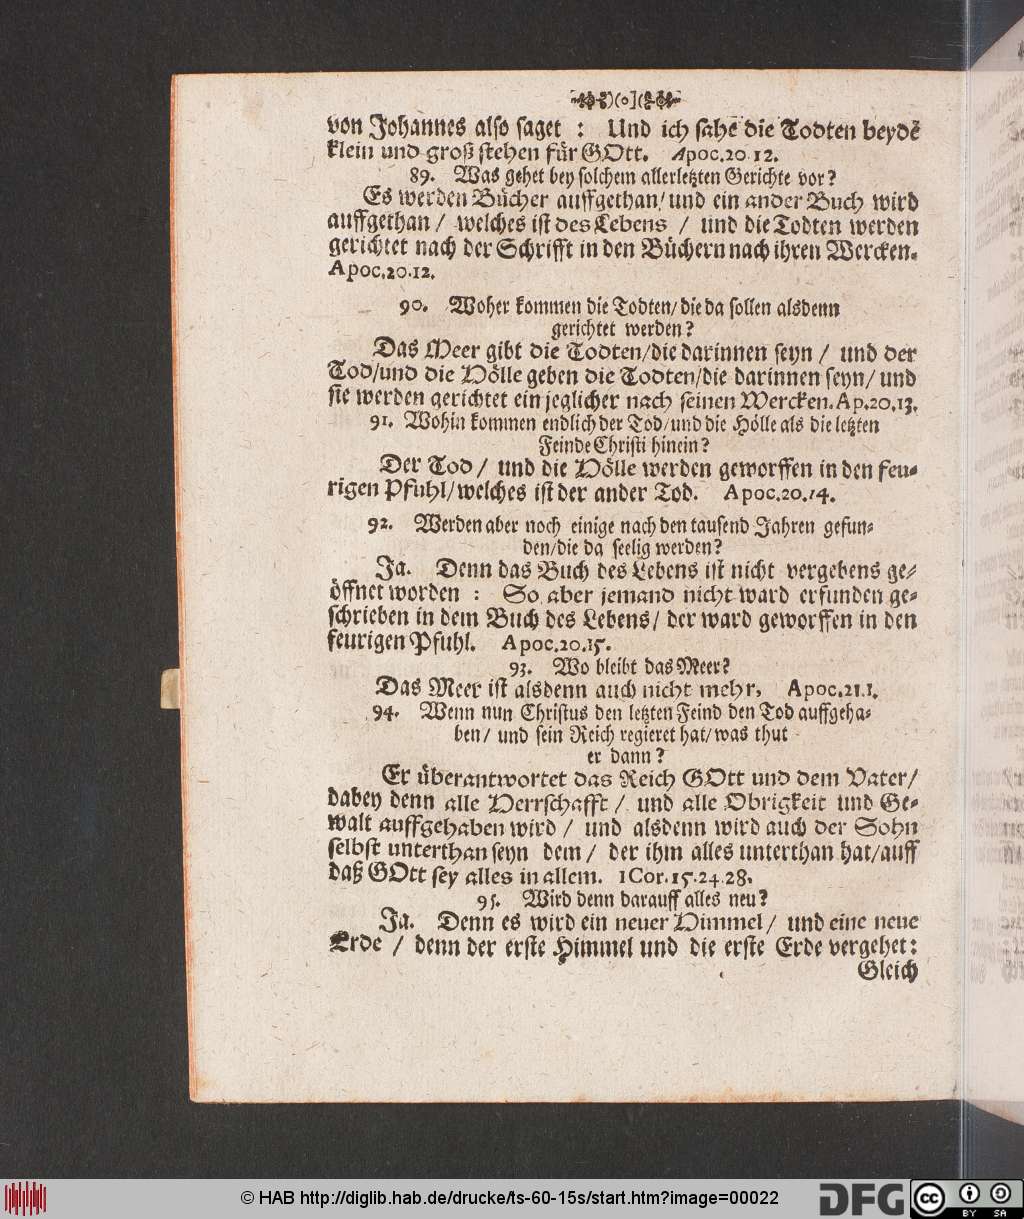 von Johannes also saget : Und ich sahe die Todten beyde
klein und groß stehen für GOtt. Apoc.20.12.
89. Was gehet bey solchem allerletzten Gerichte vor?
Es werden Bücher auffgethan/ und ein ander Buch wird
auffgethan / welches ist des Lebens / und die Todten werden
gerichtet nach der Schrifft in den Büchern nach ihren Wercken.
Apoc.20.12.
90. Woher kommen die Todten/ die da sollen alsdenn
gerichtet werden?
Das Meer gibt die Todten/die darinnen seyn / und der
Tod/und die Hölle geben die Todten/die darinnen seyn/ und
sie werden gerichtet ein jeglicher nach seinen Wercken. Ap.20.13.
91. Wohin kommen endlich der Tod/und die Hölle als die letzten
Feinde Christi hinein?
Der Tod / und die Hölle werden geworffen in den feu-
rigen Pfuhl/welches ist der ander Tod. Apoc.20.14.
92. Werden aber noch einige nach den tausend Jahren gefun-
den/die da seelig werden?
Ja. Denn das Buch des Lebens ist nicht vergebens ge-
öffnet worden : So aber jemand nicht ward erfunden ge-
schrieben in dem Buch des Lebens/ der ward geworffen in den
feurigen Pfuhl. Apoc.20.15.
93. Wo bleibt das Meer?
Das Meer ist alsdenn auch nicht mehr, Apoc.21.1.
94. Wenn nun Christus den letzten Feind den Tod auffgeha-
ben/ und sein Reich regieret hat/was thut
er dann?
Er überantwortet das Reich GOtt und dem Vater/
dabey denn alle Herrschafft / und alle Obrigkeit und Ge-
walt auffgehaben wird / und alsdenn wird auch der Sohn
selbst unterthan seyn dem / der ihm alles unterthan hat/auff
daß GOtt sey alles in allem. 1 Cor. 15.24.28.
95. Wird denn darauff alles neu?
Ja. Denn es wird ein neuer Himmel / und eine neue
Erde / denn der erste Himmel und die erste Erde vergehet:
Gleich
© HAB http://diglib.hab.de/drucke/ts-60-15s/start.htm?image=00022
DFG
cc
BY SA